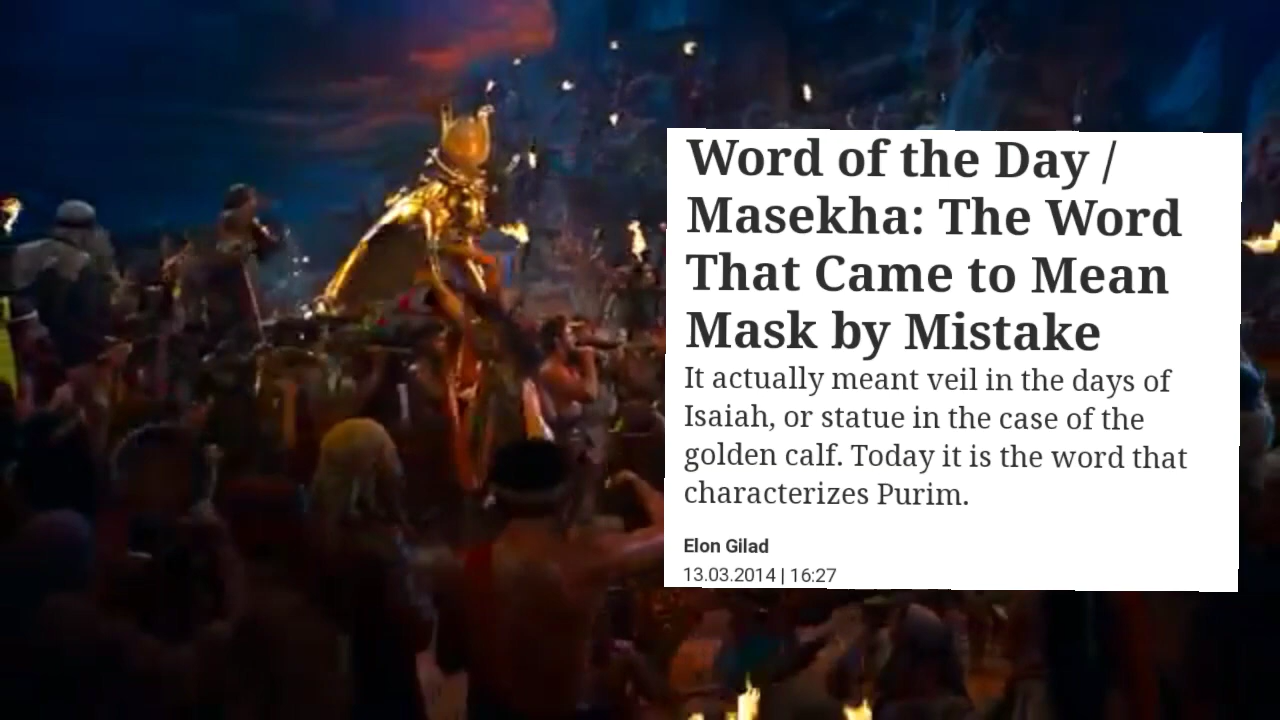 Word of the Day /
Masekha: The Word
That Came to Mean
Mask by Mistake
It actually meant veil in the days of
Isaiah, or statue in the case of the
golden calf. Today it is the word that
characterizes Purim.
Elon Gilad
13.03.2014 | 16:27